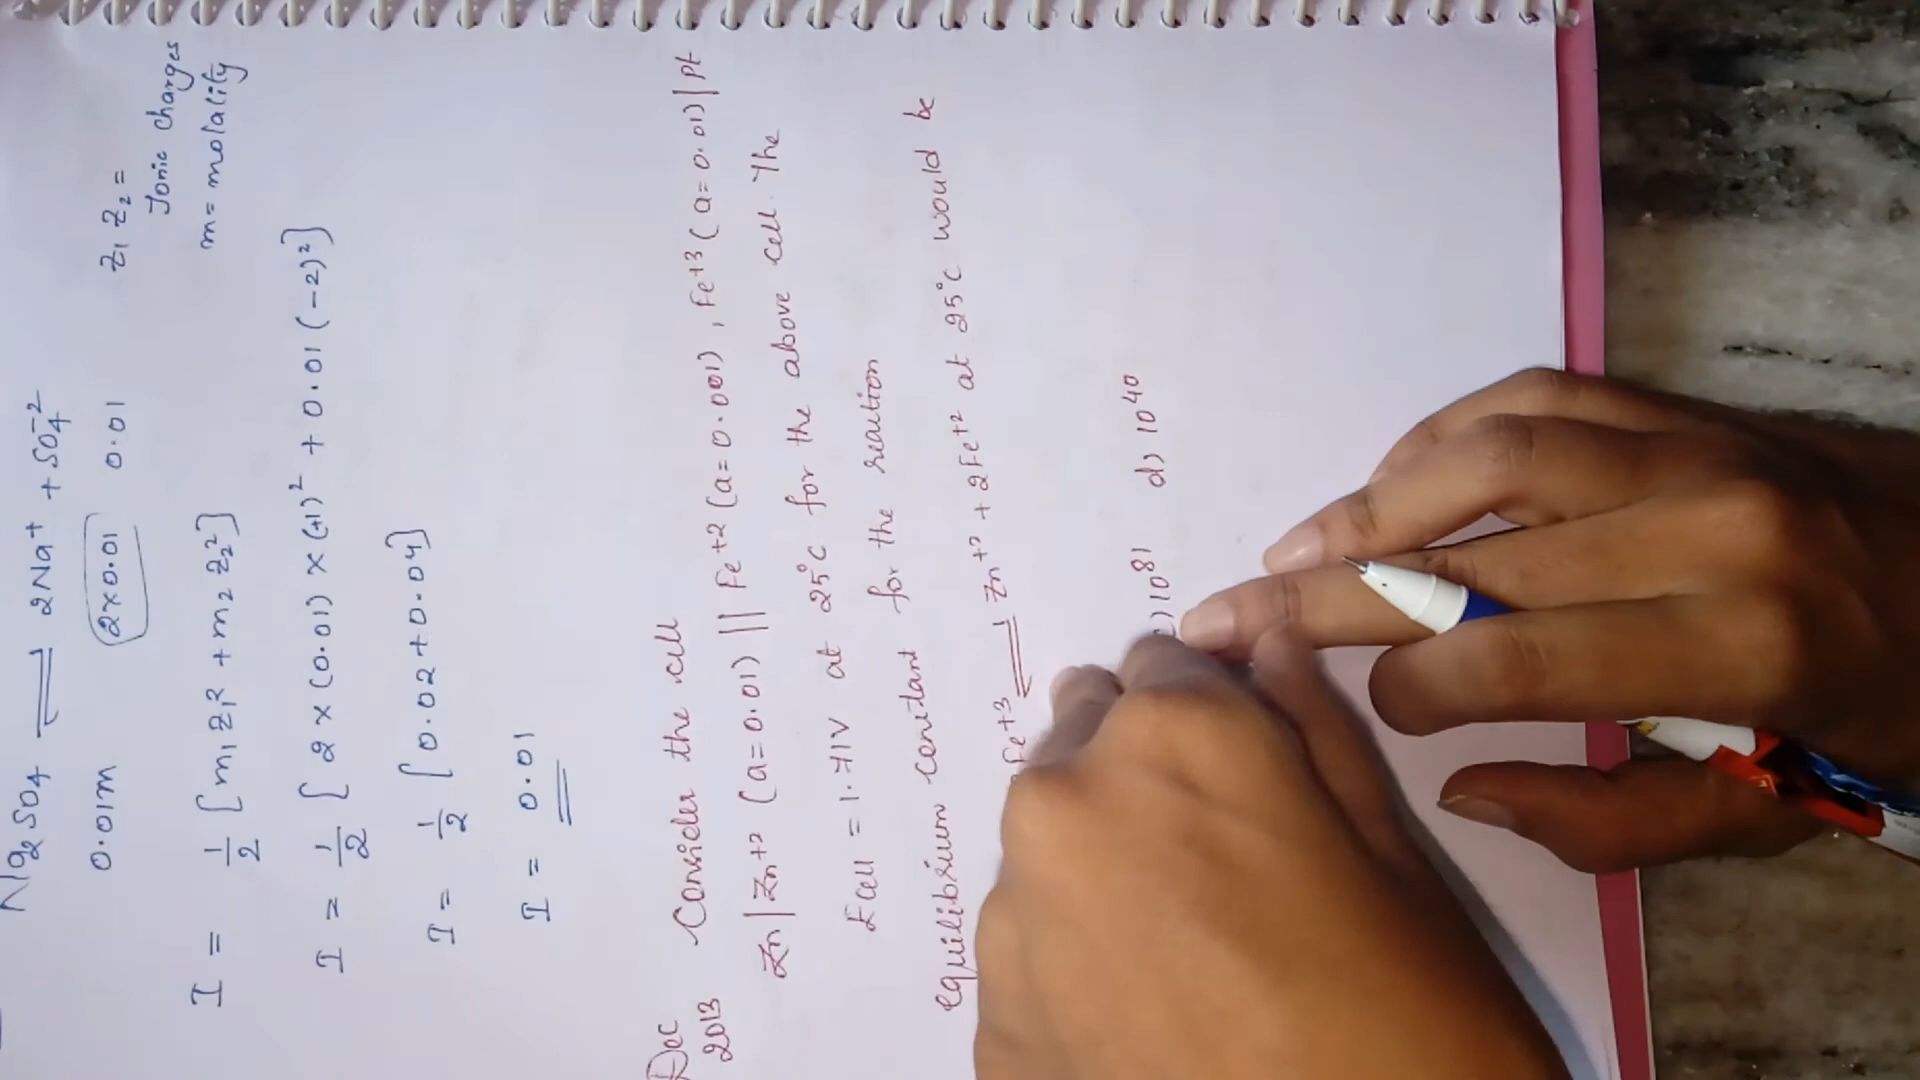 Na2SO4 ⇌ 2Na+ + SO4-2
0.01m 2×0.01 0.01
z1 z2 =
Ionic charges
m = molality
I = 1/2 [m1 z1² + m2 z2²]
I = 1/2 [2 × (0.01) × (+1)² + 0.01 (-2)²]
I = 1/2 [0.02 + 0.04]
I = 0.01
Dec 2013 Consider the cell
Zn | Zn+2 (a = 0.01) || Fe+2 (a = 0.001), Fe+3 (a = 0.01) | Pt
Ecell = 1.71V at 25°C for the above cell. The
equilibrium constant for the reaction
Fe+3 ⇌ Zn+2 + 2Fe+2 at 25°C would be
c) 10^81 d) 10^40